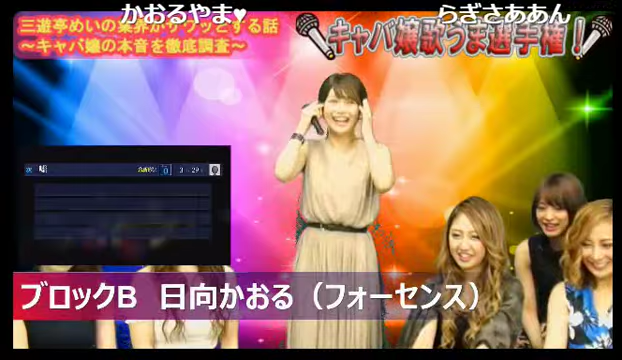 かおるやま♥
らぎさああん
三遊亭めいの業界がザワッとする話
～キャバ嬢の本音を徹底調査～
キャバ嬢歌うま選手権！
ブロックB 日向かおる（フォーセンス）